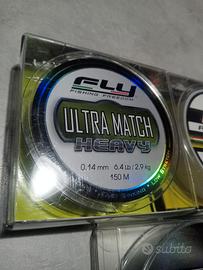 FLY
FISHING FREEDOM
ULTRA MATCH
HEAVY
0.14 mm 6.4 lb / 2.9 kg
150 M
subito